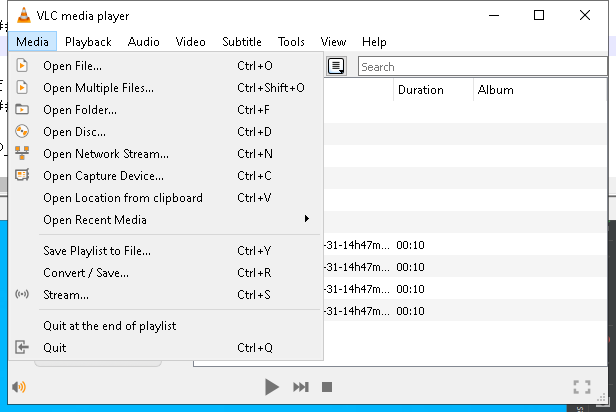 VLC media player
Media Playback Audio Video Subtitle Tools View Help
Open File... Ctrl+O
Open Multiple Files... Ctrl+Shift+O
Open Folder... Ctrl+F
Open Disc... Ctrl+D
Open Network Stream... Ctrl+N
Open Capture Device... Ctrl+C
Open Location from clipboard Ctrl+V
Open Recent Media
Save Playlist to File... Ctrl+Y
Convert / Save... Ctrl+R
Stream... Ctrl+S
Quit at the end of playlist
Quit Ctrl+Q
Search
Duration Album
-31-14h47m... 00:10
-31-14h47m... 00:10
-31-14h47m... 00:10
-31-14h47m... 00:10